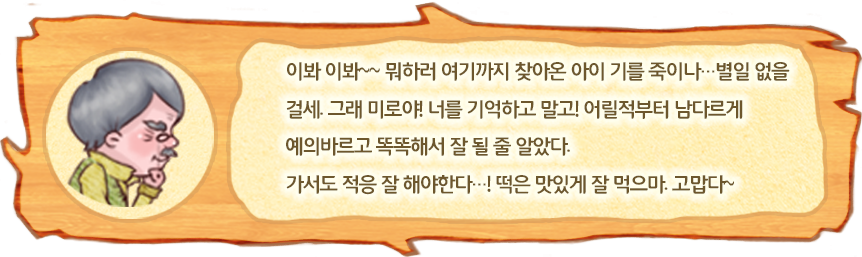 이봐 이봐~~ 뭐하러 여기까지 찾아온 아이 기를 죽이나…별일 없을
걸세. 그래 미로야! 너를 기억하고 말고! 어릴적부터 남다르게
예의바르고 똑똑해서 잘 될 줄 알았다.
가서도 적응 잘 해야한다…! 떡은 맛있게 잘 먹으마. 고맙다~